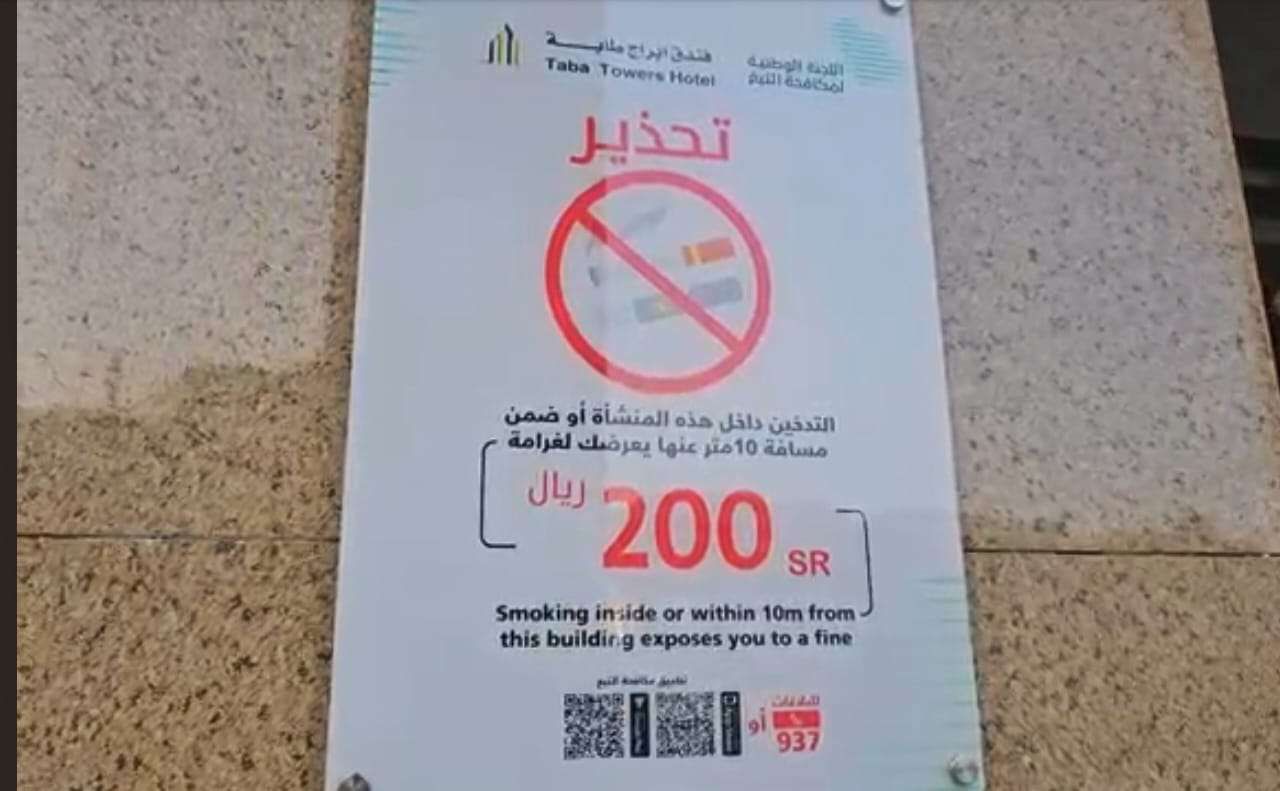 فندق ابراج طابة
Taba Towers Hotel
اللجنة الوطنية
لمكافحة التبغ
تحذير
التدخين داخل هذه المنشأة أو ضمن
مسافة 10متر عنها يعرضك لغرامة
200 ريال
SR
Smoking inside or within 10m from
this building exposes you to a fine
تطبيق مكافحة التبغ
أو
للبلاغات
937